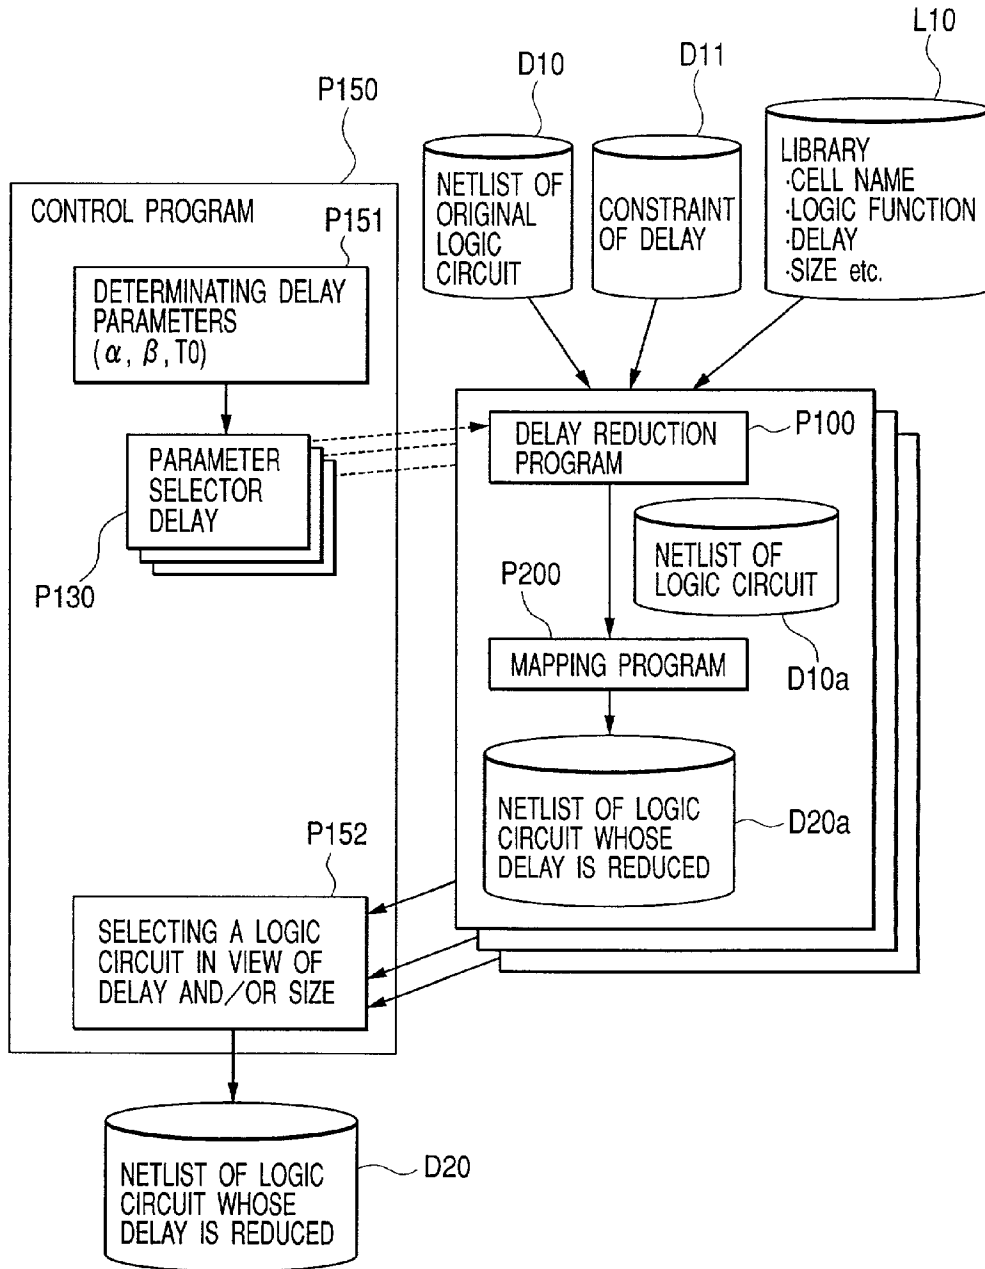 L10
D10
D11
P150
LIBRARY
·CELL NAME
·LOGIC FUNCTION
·DELAY
·SIZE etc.
NETLIST OF
ORIGINAL
LOGIC
CIRCUIT
CONSTRAINT
OF DELAY
CONTROL PROGRAM
P151
DETERMINATING DELAY
PARAMETERS
(α, β, T0)
PARAMETER
SELECTOR
DELAY
P130
DELAY REDUCTION
PROGRAM
P100
NETLIST OF
LOGIC CIRCUIT
D10a
P200
MAPPING PROGRAM
NETLIST OF LOGIC
CIRCUIT WHOSE
DELAY IS REDUCED
D20a
P152
SELECTING A LOGIC
CIRCUIT IN VIEW OF
DELAY AND/OR SIZE
NETLIST OF LOGIC
CIRCUIT WHOSE
DELAY IS REDUCED
D20